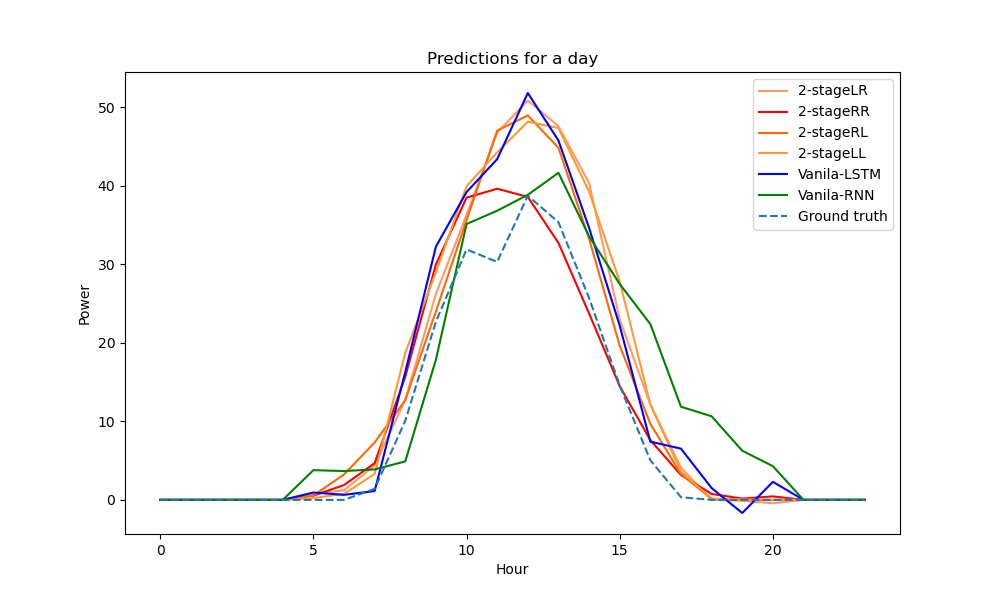 Predictions for a day
2-stageLR
2-stageRR
2-stageRL
2-stageLL
Vanila-LSTM
Vanila-RNN
Ground truth
50
40
30
20
10
0
Power
0 5 10 15 20
Hour